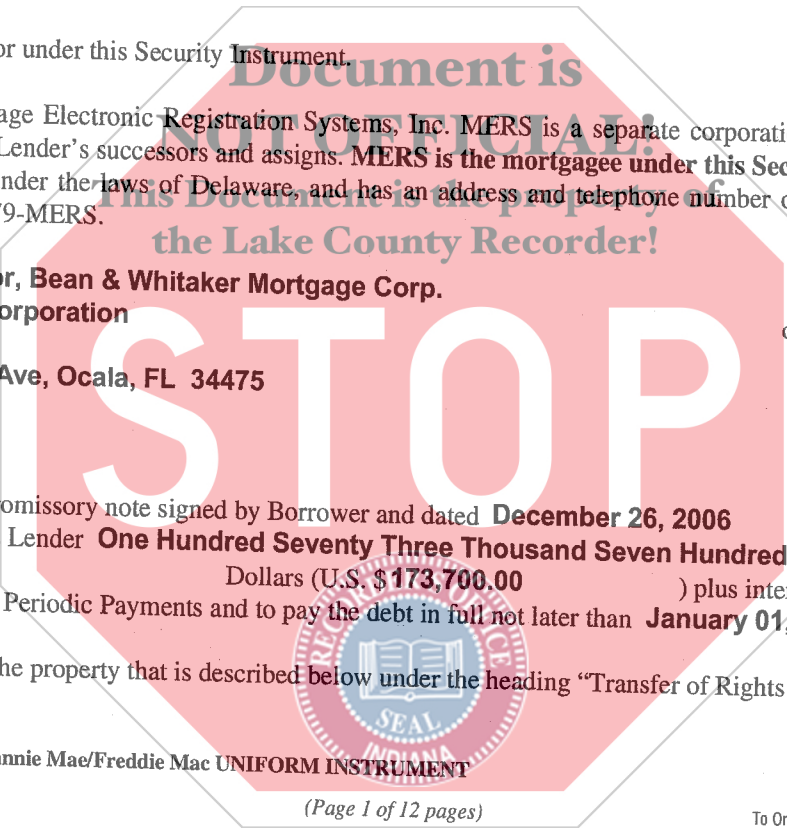 or under this Security Instrument.
Document is
age Electronic Registration Systems, Inc. MERS is a separate corporati
NOT OFFICIAL!
Lender's successors and assigns. MERS is the mortgagee under this Sec
nder the laws of Delaware, and has an address and telephone number o
This Document is the property of
79-MERS.
the Lake County Recorder!
or, Bean & Whitaker Mortgage Corp.
orporation
Ave, Ocala, FL 34475
STOP
omissory note signed by Borrower and dated December 26, 2006
Lender One Hundred Seventy Three Thousand Seven Hundred
Dollars (U.S. $173,700.00 ) plus inte
Periodic Payments and to pay the debt in full not later than January 01,
he property that is described below under the heading "Transfer of Rights
SEAL
INDIANA
nnie Mae/Freddie Mac UNIFORM INSTRUMENT
(Page 1 of 12 pages)
To Or